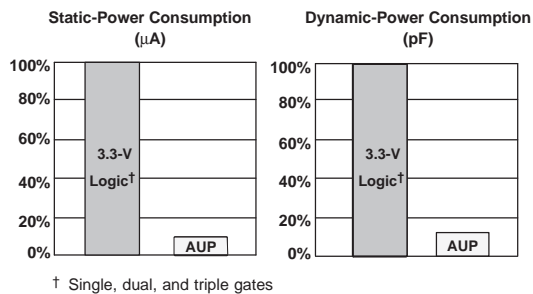 Static-Power Consumption
(μA)
100%
80%
60%
40%
20%
0%
3.3-V
Logic†
AUP
Dynamic-Power Consumption
(pF)
100%
80%
60%
40%
20%
0%
3.3-V
Logic†
AUP
† Single, dual, and triple gates